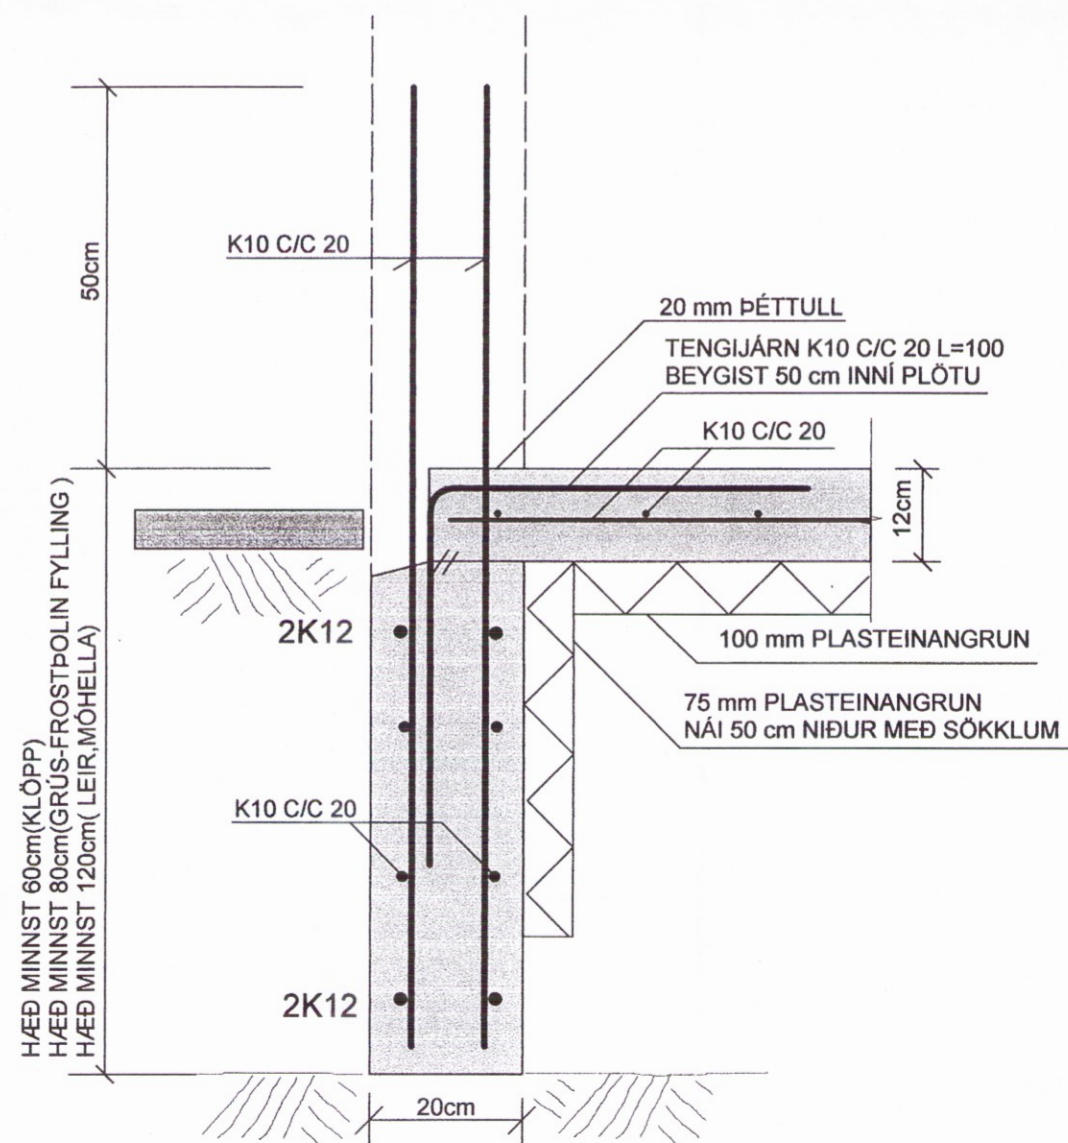 50cm
K10 C/C 20
20 mm ÞÉTTULL
TENGIJÁRN K10 C/C 20 L=100
BEYGIST 50 cm INNÍ PLÖTU
K10 C/C 20
12cm
2K12
100 mm PLASTEINANGRUN
75 mm PLASTEINANGRUN
NÁI 50 cm NIÐUR MEÐ SÖKKLUM
K10 C/C 20
2K12
HÆÐ MINNST 60cm(KLÖPP)
HÆÐ MINNST 80cm(GRÚS-FROSTÞOLIN FYLLING )
HÆÐ MINNST 120cm( LEIR,MÓHELLA)
20cm